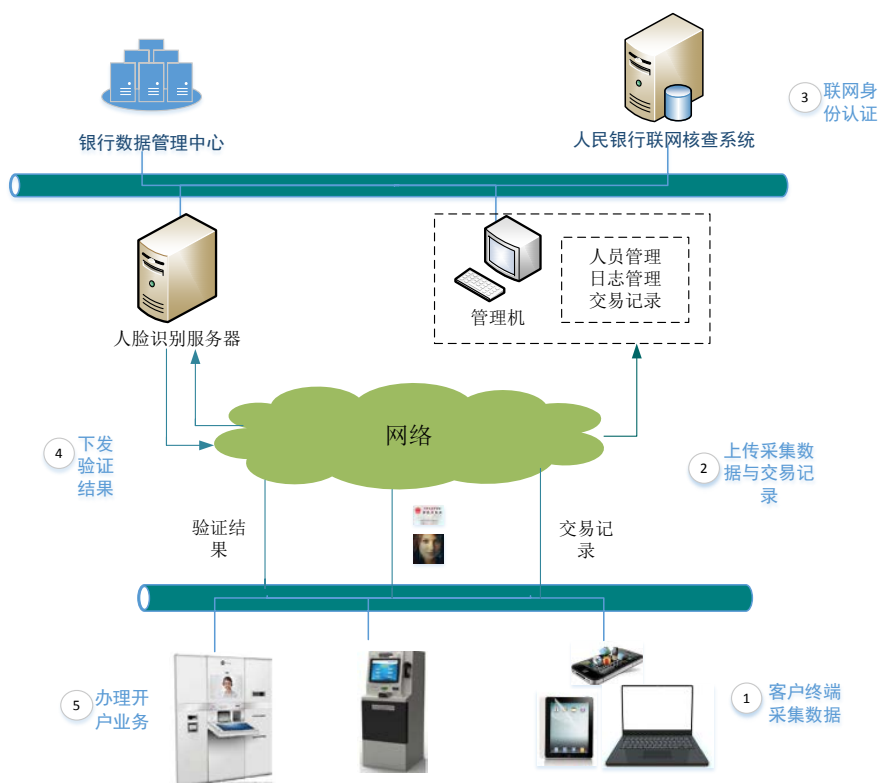 银行数据管理中心
人民银行联网核查系统
3
联网身
份认证
人脸识别服务器
管理机
人员管理
日志管理
交易记录
网络
4
下发
验证
结果
2
上传采集数
据与交易记
录
验证结
果
交易记
录
5
办理开
户业务
1
客户终端
采集数据